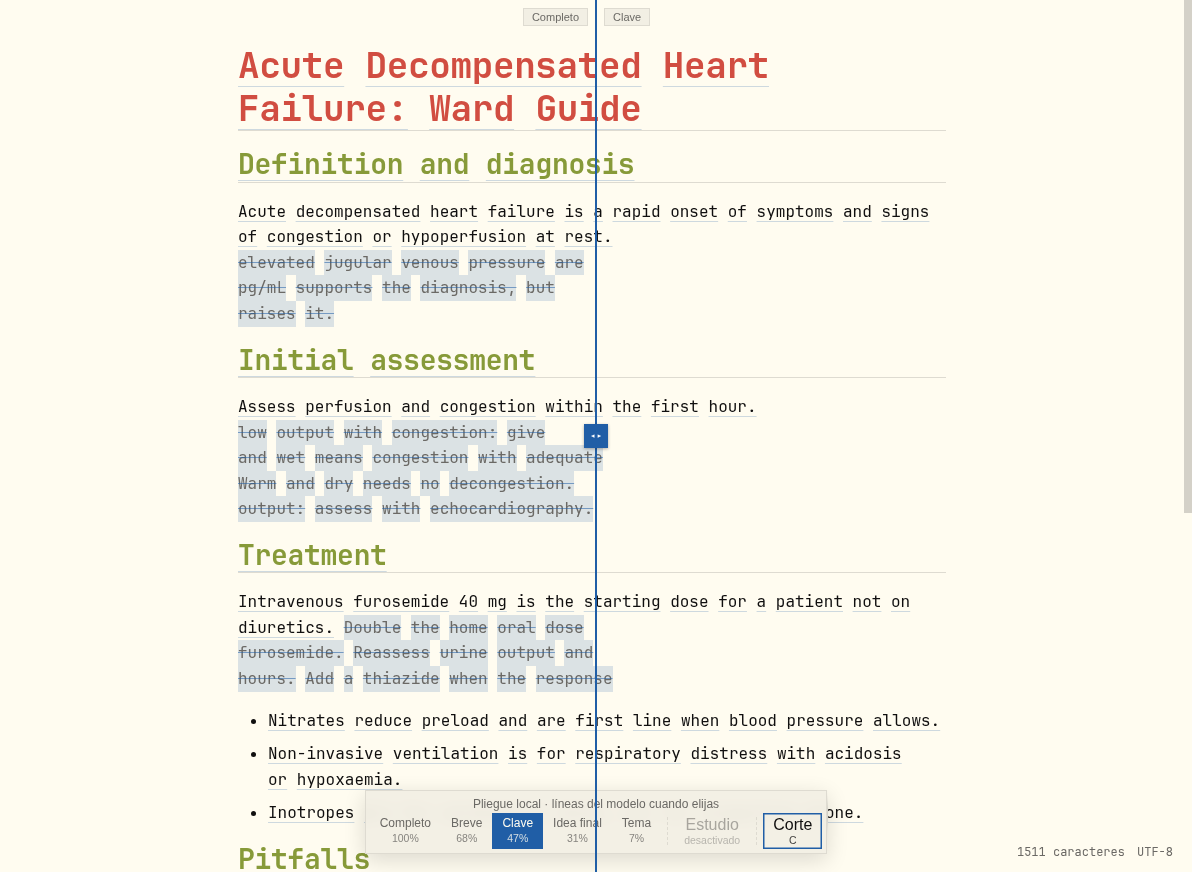 Completo Clave
Acute Decompensated Heart
Failure: Ward Guide
Definition and diagnosis
Acute decompensated heart failure is a rapid onset of symptoms and signs
of congestion or hypoperfusion at rest.
elevated jugular venous pressure are
pg/mL supports the diagnosis, but
raises it.
Initial assessment
Assess perfusion and congestion within the first hour.
low output with congestion: give
and wet means congestion with adequate
Warm and dry needs no decongestion.
output: assess with echocardiography.
Treatment
Intravenous furosemide 40 mg is the starting dose for a patient not on
diuretics. Double the home oral dose
furosemide. Reassess urine output and
hours. Add a thiazide when the response
• Nitrates reduce preload and are first line when blood pressure allows.
• Non-invasive ventilation is for respiratory distress with acidosis
or hypoxaemia.
• Inotropes one.
Pitfalls
Pliegue local · líneas del modelo cuando elijas
Completo Breve Clave Idea final Tema Estudio Corte
100% 68% 47% 31% 7% desactivado C
1511 caracteres UTF-8